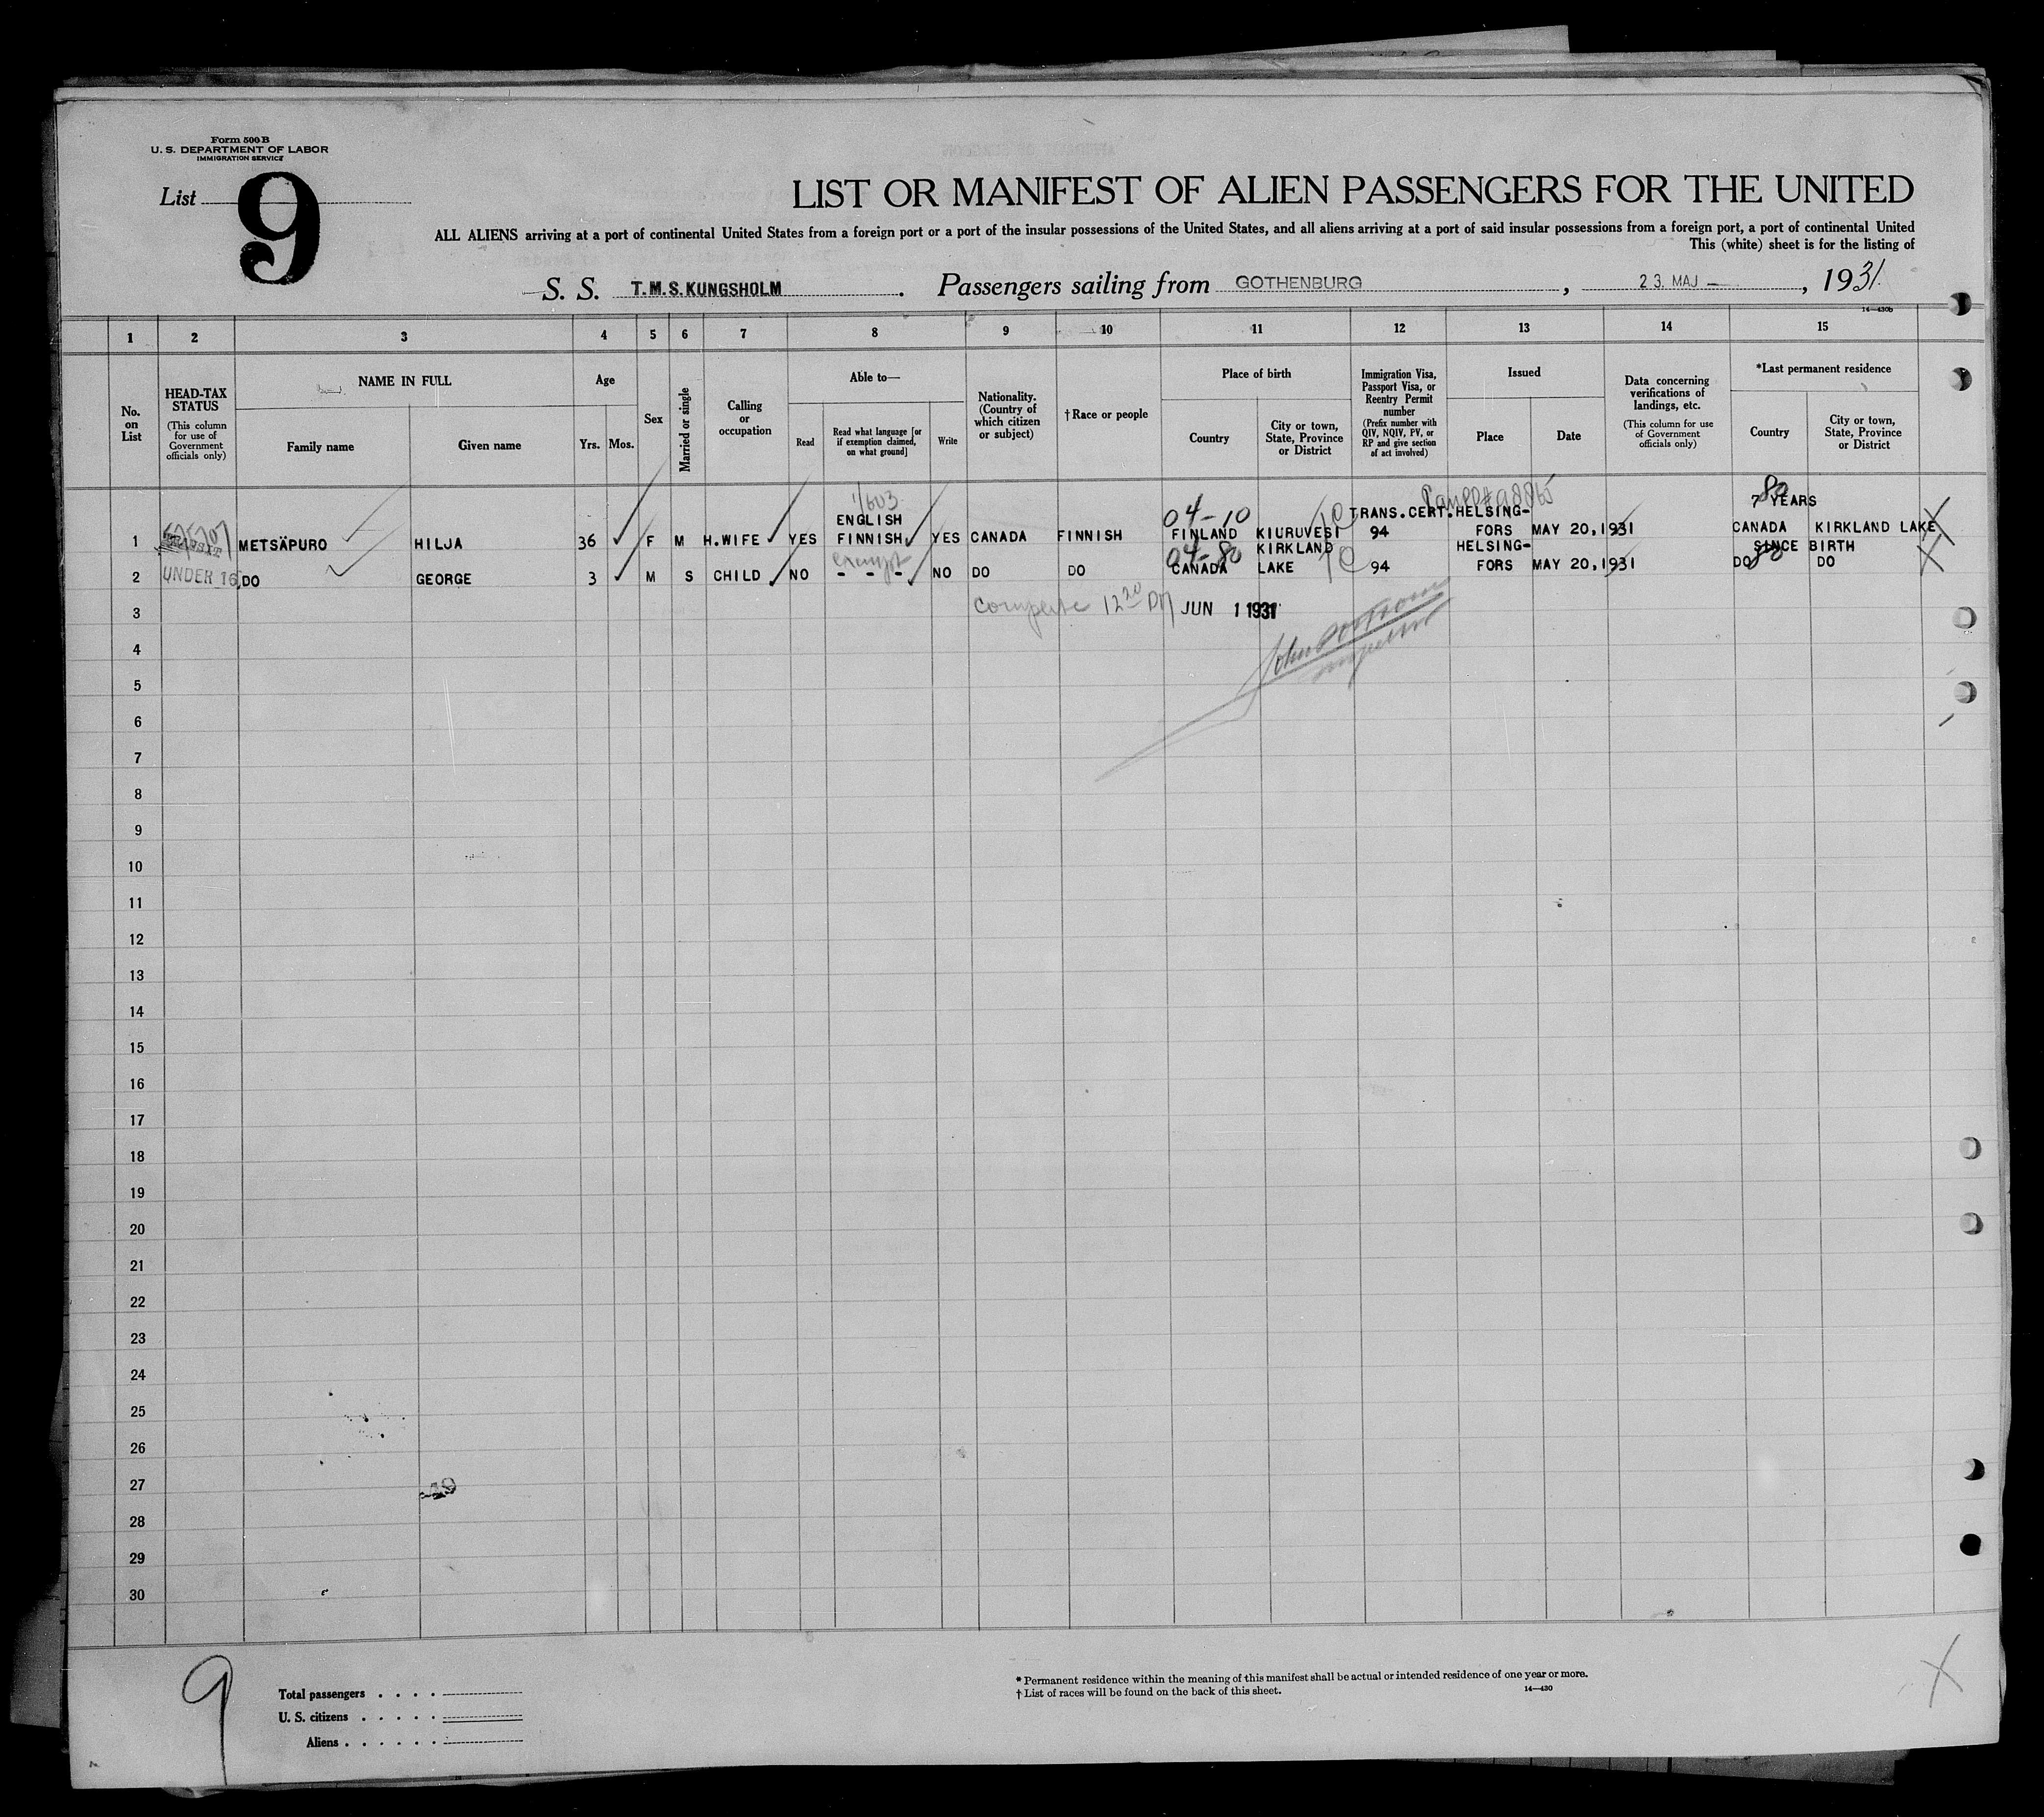 Form 500 B
U. S. DEPARTMENT OF LABOR
IMMIGRATION SERVICE
List 9
LIST OR MANIFEST OF ALIEN PASSENGERS FOR THE UNITED
ALL ALIENS arriving at a port of continental United States from a foreign port or a port of the insular possessions of the United States, and all aliens arriving at a port of said insular possessions from a foreign port, a port of continental United
This (white) sheet is for the listing of
S. S. T.M.S.KUNGSHOLM. Passengers sailing from GOTHENBURG, 23. MAJ -, 1931.
14—430b
1 2 3 4 5 6 7 8 9 10 11 12 13 14 15
No. on List
HEAD-TAX STATUS
(This column for use of Government officials only)
NAME IN FULL
Family name
Given name
Age
Yrs. Mos.
Sex
Married or single
Calling or occupation
Able to—
Read
Read what language [or if exemption claimed, on what ground]
Write
Nationality. (Country of which citizen or subject)
†Race or people
Place of birth
Country
City or town, State, Province or District
Immigration Visa, Passport Visa, or Reentry Permit number
(Prefix number with QIV, NQIV, PV, or RP and give section of act involved)
Issued
Place
Date
Data concerning verifications of landings, etc.
(This column for use of Government officials only)
*Last permanent residence
Country
City or town, State, Province or District
1603
80
ENGLISH 04-10 TRANS.CERT.HELSING- 7 YEARS
1 TRANSIT METSÄPURO HILJA 36 F M H.WIFE YES FINNISH YES CANADA FINNISH FINLAND KIURUVESI 94 FORS MAY 20,1931 CANADA KIRKLAND LAKE
exempt 04-80 KIRKLAND HELSING- SINCE BIRTH
2 UNDER 16 DO GEORGE 3 M S CHILD NO - - - NO DO DO CANADA LAKE 94 FORS MAY 20,1931 DO 80 DO
3 1220 PM JUN 1 1931
John
4
5
6
7
8
9
10
11
12
13
14
15
16
17
18
19
20
21
22
23
24
25
26
27
28
29
30
9
Total passengers . . . .
U. S. citizens . . . . .
Aliens . . . . . .
* Permanent residence within the meaning of this manifest shall be actual or intended residence of one year or more.
† List of races will be found on the back of this sheet.
14—430